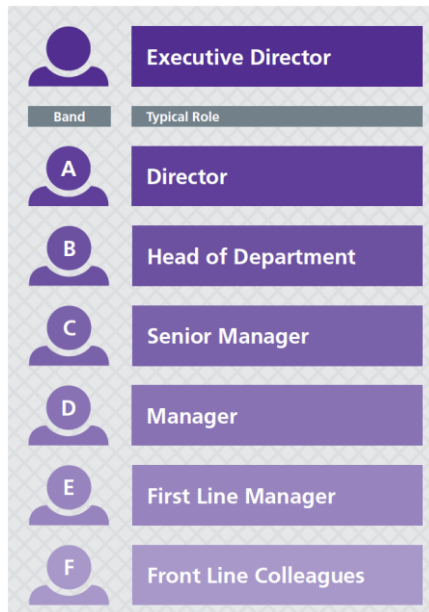 Executive Director
Band Typical Role
A Director
B Head of Department
C Senior Manager
D Manager
E First Line Manager
F Front Line Colleagues